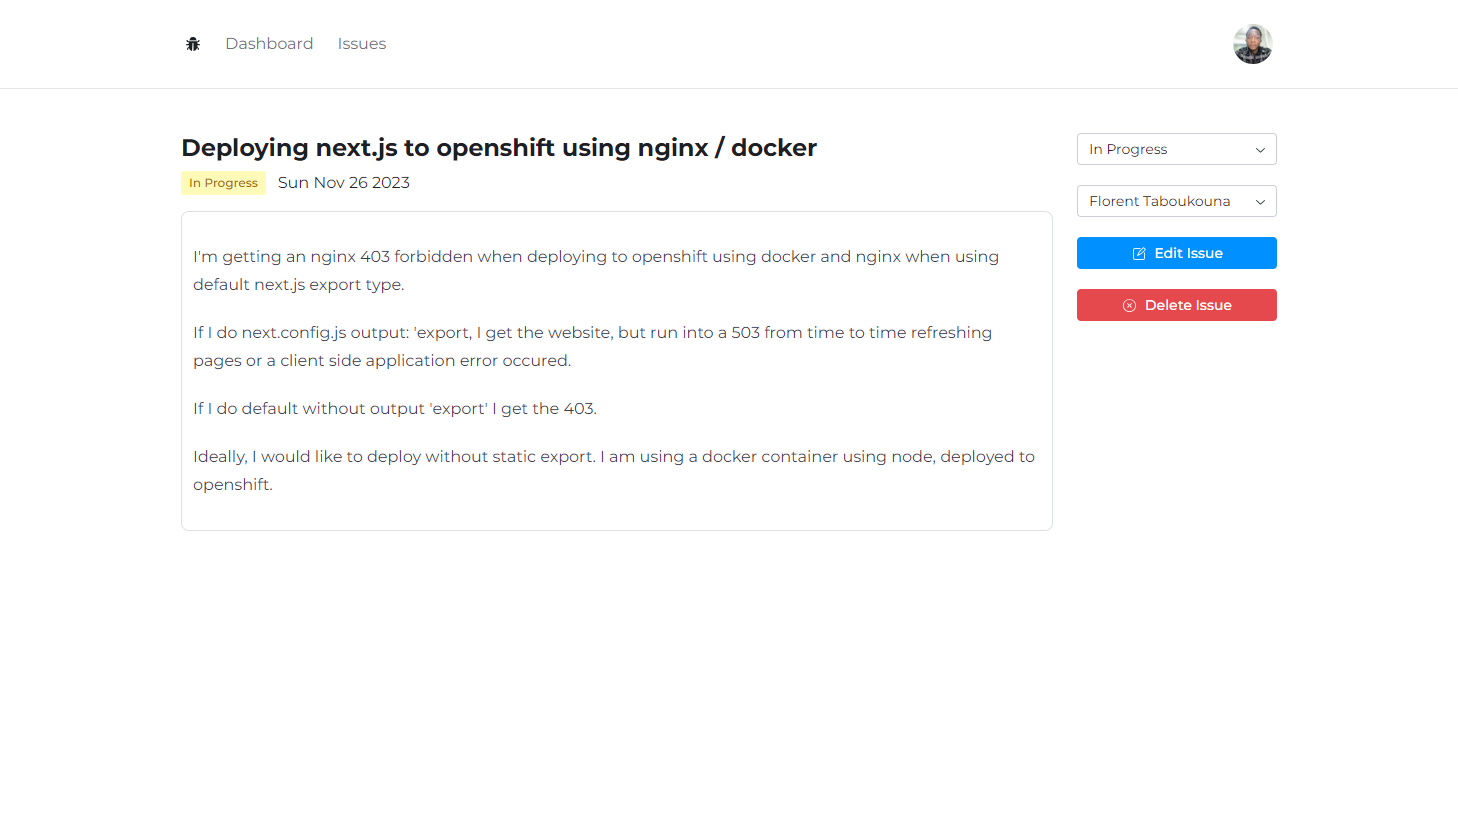 Dashboard Issues
Deploying next.js to openshift using nginx / docker
In Progress Sun Nov 26 2023
I'm getting an nginx 403 forbidden when deploying to openshift using docker and nginx when using
default next.js export type.
If I do next.config.js output: 'export, I get the website, but run into a 503 from time to time refreshing
pages or a client side application error occured.
If I do default without output 'export' I get the 403.
Ideally, I would like to deploy without static export. I am using a docker container using node, deployed to
openshift.
In Progress
Florent Taboukouna
Edit Issue
Delete Issue